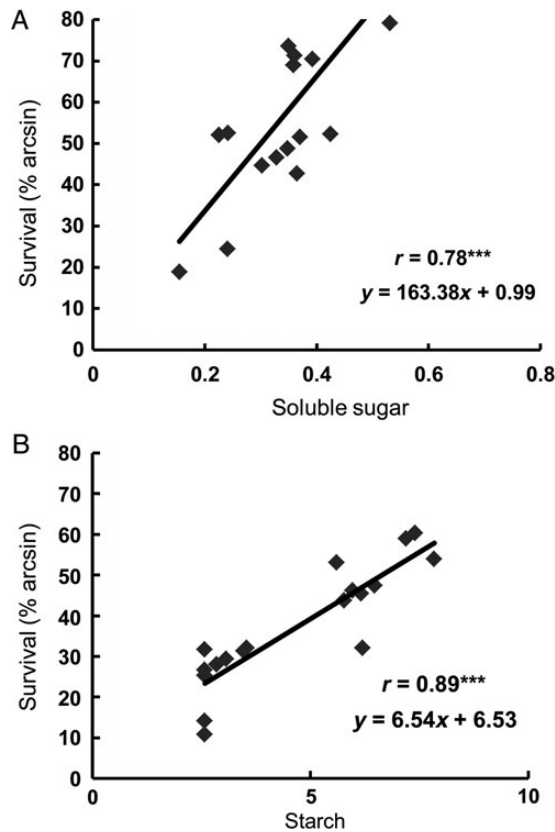 A
80
70
60
50
40
30
20
10
0
Survival (% arcsin)
r = 0.78***
y = 163.38x + 0.99
0 0.2 0.4 0.6 0.8
Soluble sugar
B
80
70
60
50
40
30
20
10
0
Survival (% arcsin)
r = 0.89***
y = 6.54x + 6.53
0 5 10
Starch